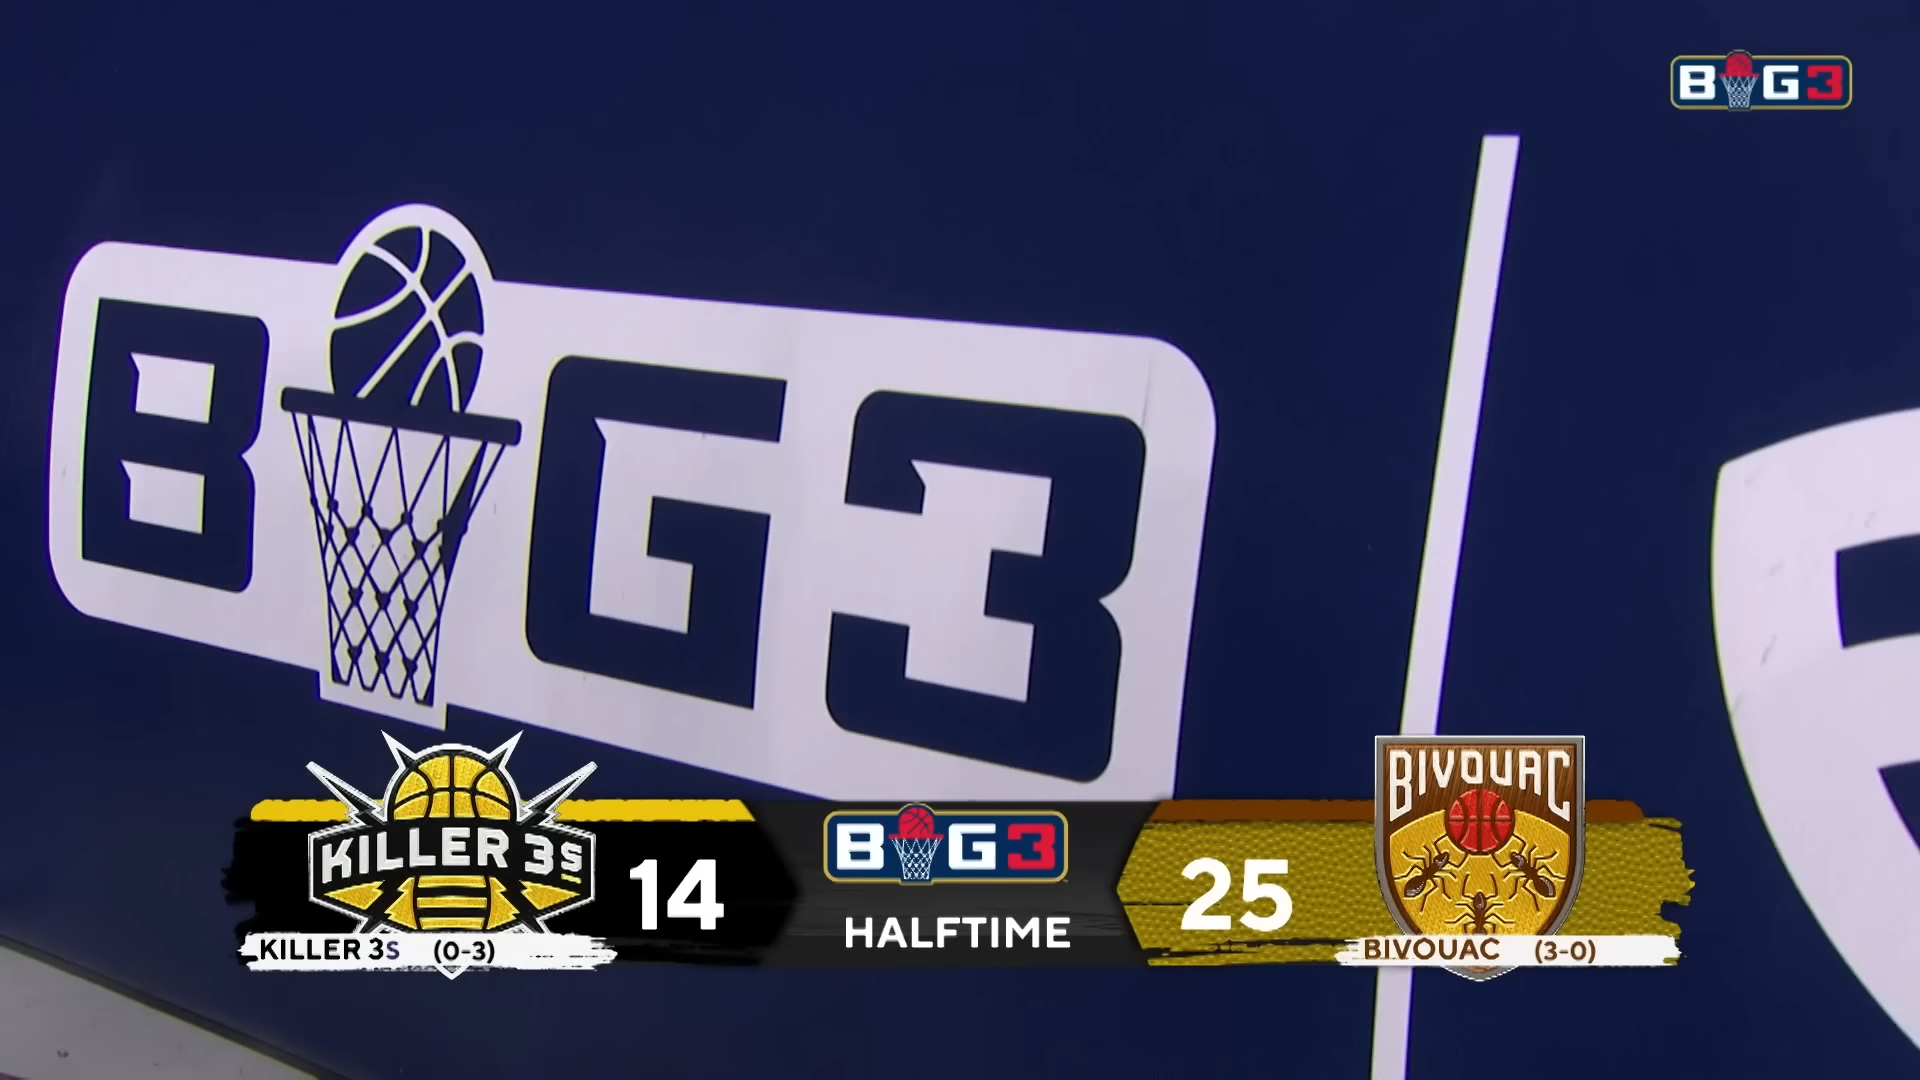 BIG3
BIG3
KILLER 3s
14
BIG3
HALFTIME
25
BIVOUAC
KILLER 3S (0-3)
BIVOUAC (3-0)